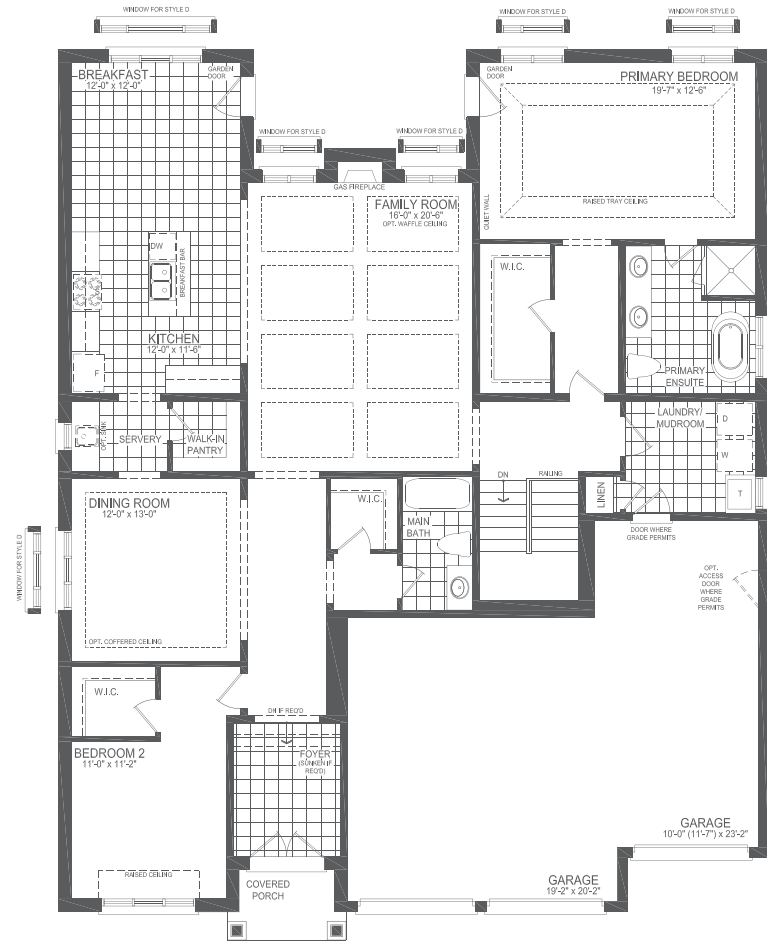 WINDOW FOR STYLE D
WINDOW FOR STYLE D
WINDOW FOR STYLE D
BREAKFAST
12'-0" x 12'-0"
GARDEN
DOOR
GARDEN
DOOR
PRIMARY BEDROOM
19'-7" x 12'-6"
WINDOW FOR STYLE D
WINDOW FOR STYLE D
GAS FIREPLACE
FAMILY ROOM
16'-0" x 20'-6"
OPT. WAFFLE CEILING
QUIET WALL
RAISED TRAY CEILING
DW
BREAKFAST BAR
W.I.C.
KITCHEN
12'-0" x 11'-6"
F
PRIMARY
ENSUITE
OPT. SINK
SERVERY
WALK-IN
PANTRY
LAUNDRY/
MUDROOM
D
W
T
DN
RAILING
LINEN
DINING ROOM
12'-0" x 13'-0"
W.I.C.
MAIN
BATH
DOOR WHERE
GRADE PERMITS
WINDOW FOR STYLE D
OPT.
ACCESS
DOOR
WHERE
GRADE
PERMITS
OPT. COFFERED CEILING
W.I.C.
DN IF REQ'D
BEDROOM 2
11'-0" x 11'-2"
FOYER
(SUNKEN IF
REQ'D)
GARAGE
10'-0" (11'-7") x 23'-2"
RAISED CEILING
COVERED
PORCH
GARAGE
19'-2" x 20'-2"